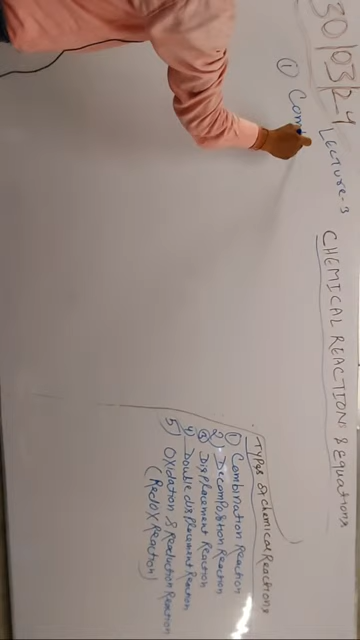 30/03/24
Lecture-3
CHEMICAL REACTIONS & Equations
① Com
Types of Chemical Reactions
① Combination Reaction
2) Decomposition Reaction
③ Displacement Reaction
4) Double displacement Reaction
5) Oxidation & Reduction Reaction
(Redox Reaction)